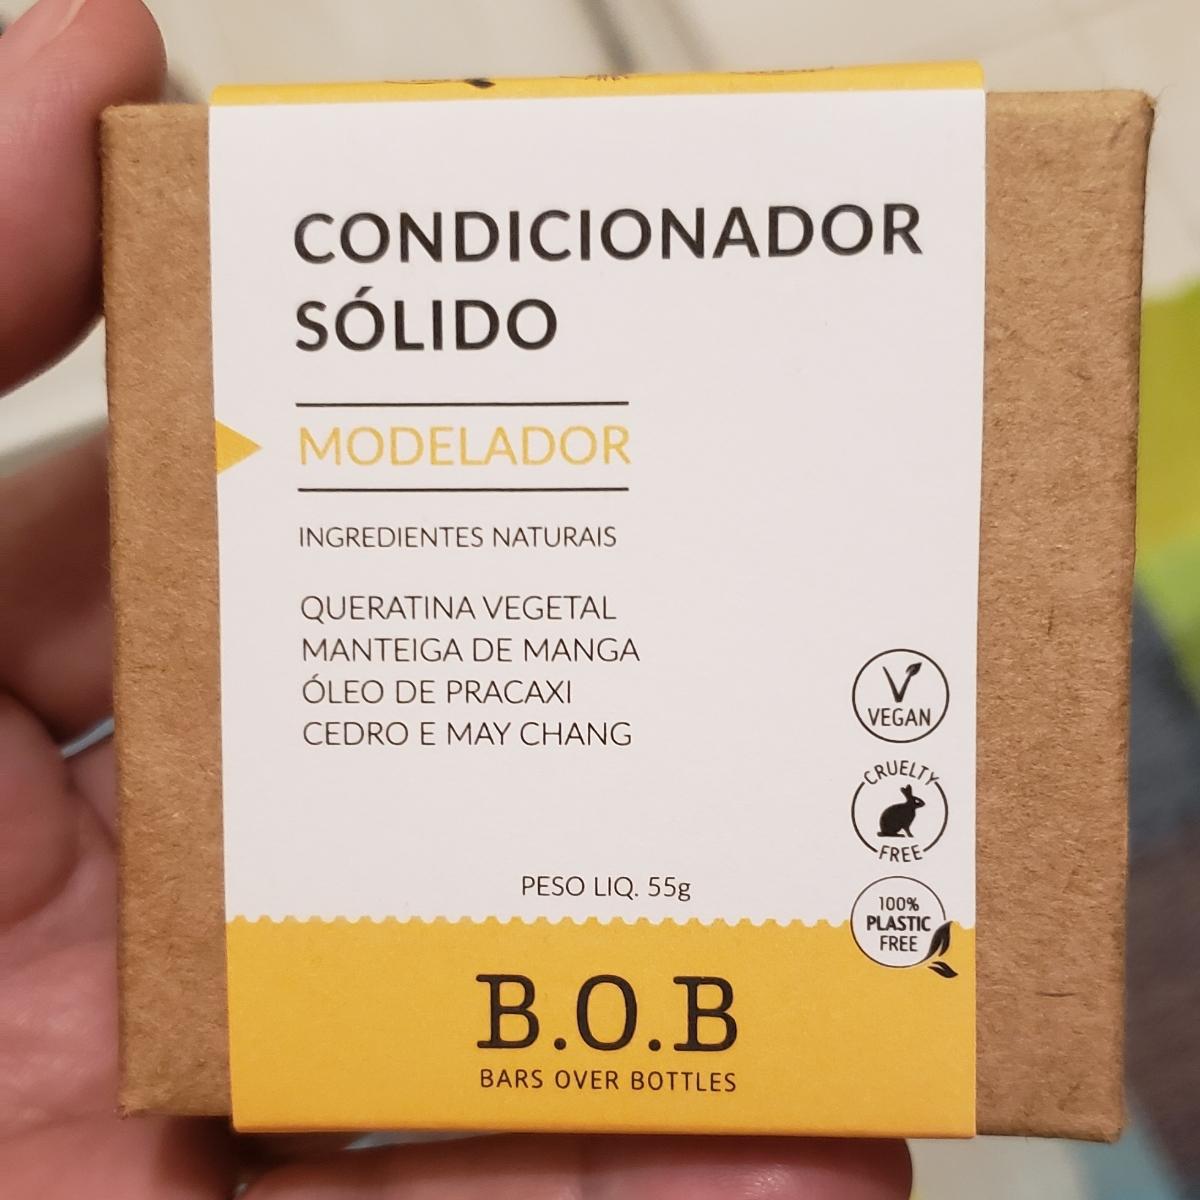 CONDICIONADOR
SÓLIDO
MODELADOR
INGREDIENTES NATURAIS
QUERATINA VEGETAL
MANTEIGA DE MANGA
ÓLEO DE PRACAXI
CEDRO E MAY CHANG
VEGAN
CRUELTY
FREE
PESO LIQ. 55g
100%
PLASTIC
FREE
B.O.B
BARS OVER BOTTLES